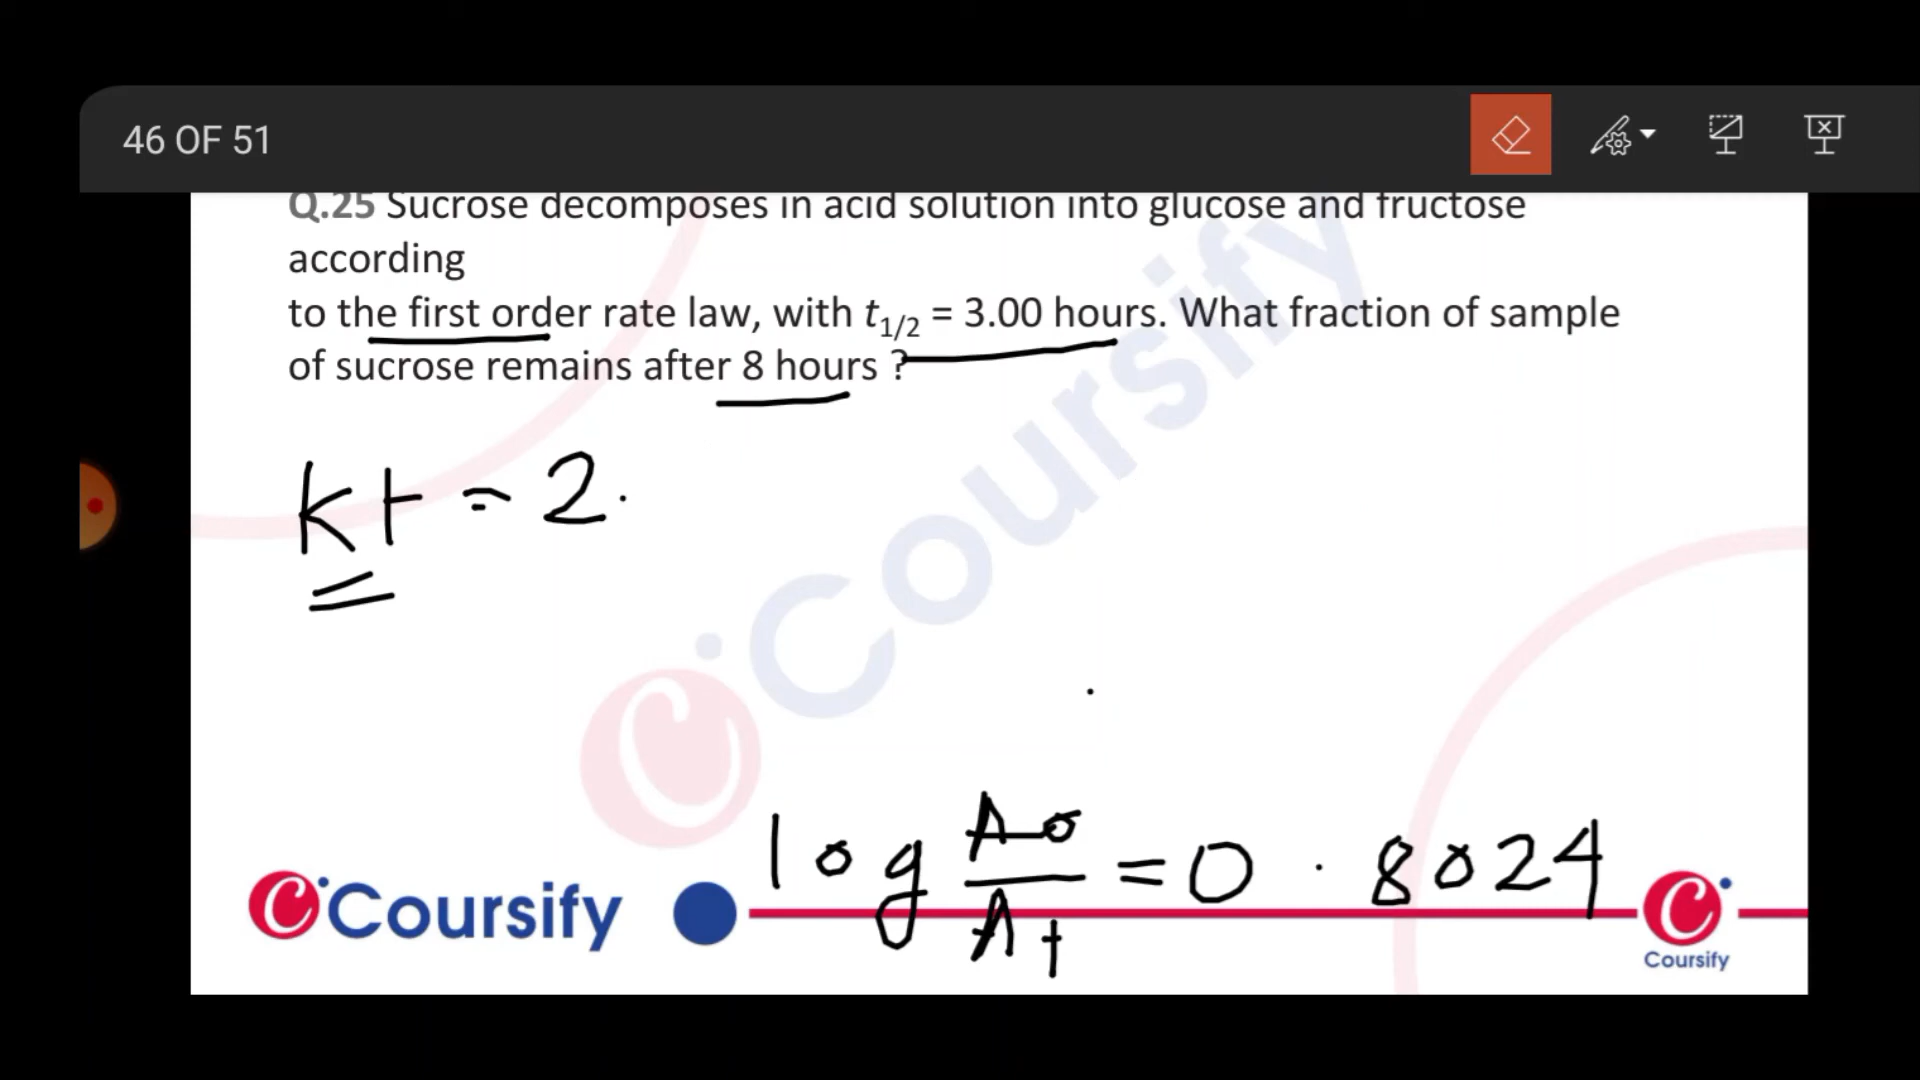 46 OF 51
Q.25 Sucrose decomposes in acid solution into glucose and fructose
according
to the first order rate law, with t1/2 = 3.00 hours. What fraction of sample
of sucrose remains after 8 hours ?
kt = 2.
Coursify
log Ao/At = 0.8024
Coursify
Coursify